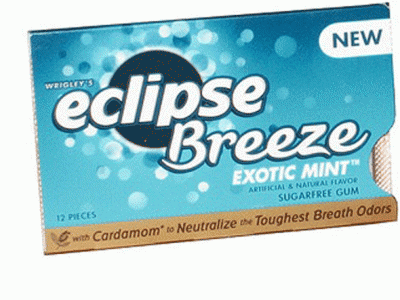 NEW
WRIGLEY'S
eclipse
Breeze
EXOTIC MINT™
ARTIFICIAL & NATURAL FLAVOR
SUGARFREE GUM
12 PIECES
with Cardamom* to Neutralize the Toughest Breath Odors